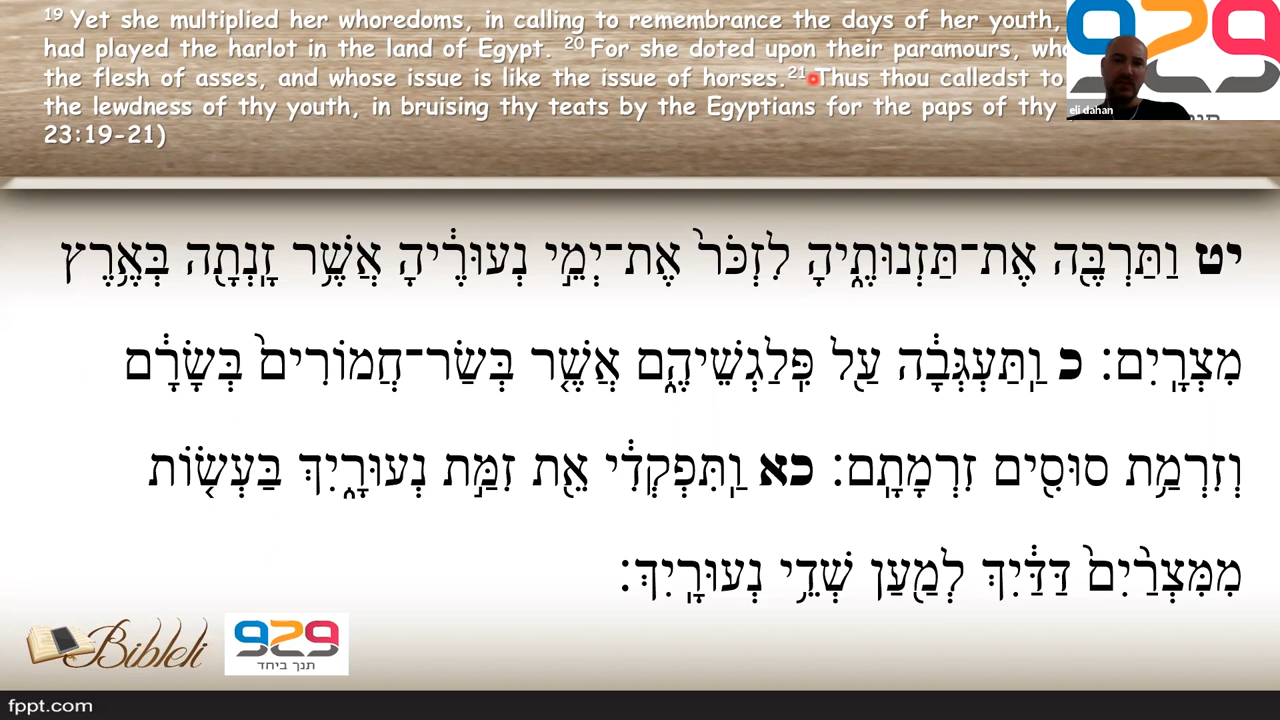 19 Yet she multiplied her whoredoms, in calling to remembrance the days of her youth,
had played the harlot in the land of Egypt. 20 For she doted upon their paramours,
the flesh of asses, and whose issue is like the issue of horses. 21 Thus thou calledst to
the lewdness of thy youth, in bruising thy teats by the Egyptians for the paps of thy
23:19-21)
929
eli dahan
יט וַתַּרְבֶּ֖ה אֶת־תַּזְנוּתֶ֑יהָ לִזְכֹּר֙ אֶת־יְמֵ֣י נְעוּרֶ֔יהָ אֲשֶׁ֥ר זָֽנְתָ֖ה בְּאֶ֥רֶץ
מִצְרָֽיִם׃ כ וַֽתַּעְגְּבָ֔ה עַ֖ל פִּֽלַגְשֵׁיהֶ֑ם אֲשֶׁ֤ר בְּשַׂר־חֲמוֹרִים֙ בְּשָׂרָ֔ם
וְזִרְמַ֥ת סוּסִ֖ים זִרְמָתָֽם׃ כא וַֽתִּפְקְדִ֔י אֵ֖ת זִמַּ֣ת נְעוּרָ֑יִךְ בַּעְשׂ֤וֹת
מִמִּצְרַ֙יִם֙ דַּדַּ֔יִךְ לְמַ֖עַן שְׁדֵ֥י נְעוּרָֽיִךְ׃
Bibleli
929
תנך ביחד
fppt.com